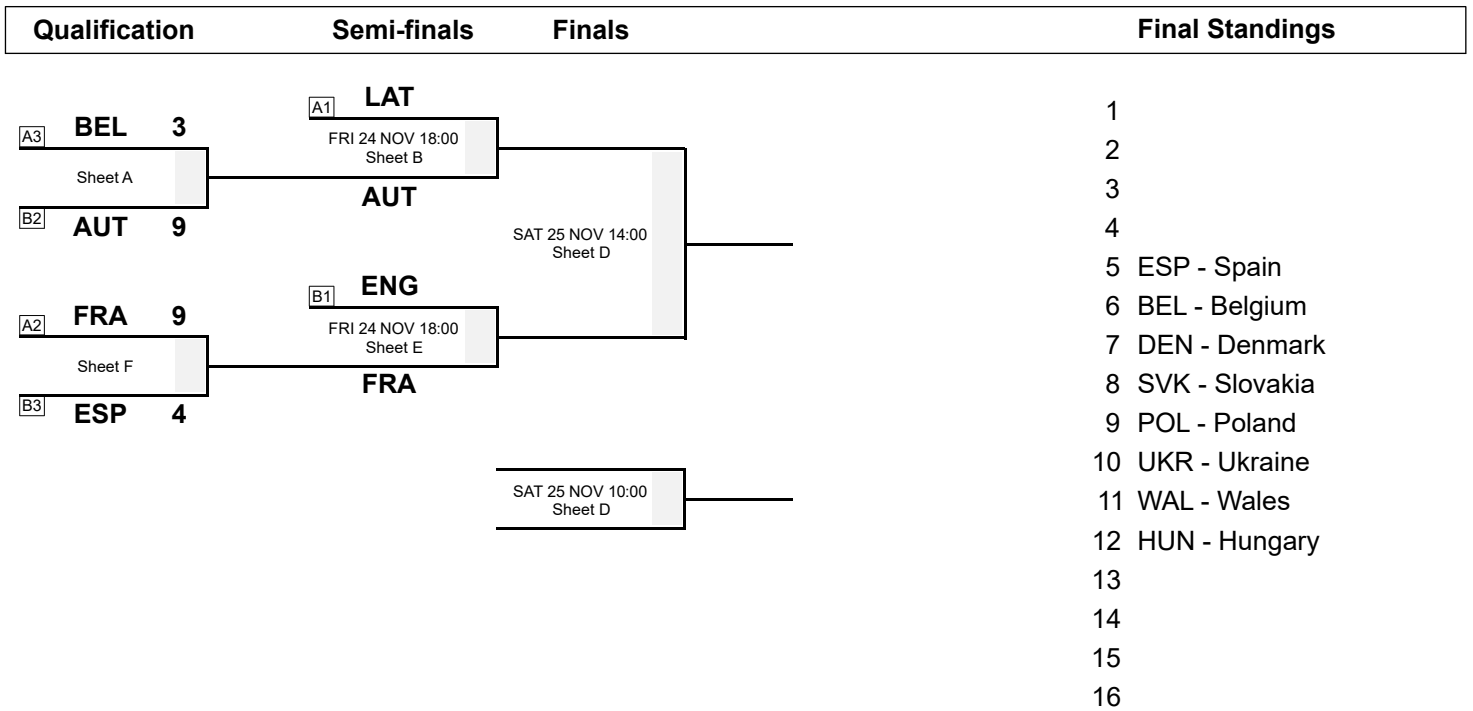 Qualification Semi-finals Finals Final Standings
A1 LAT
A3 BEL 3
FRI 24 NOV 18:00
Sheet B
Sheet A
AUT
B2 AUT 9
SAT 25 NOV 14:00
Sheet D
B1 ENG
A2 FRA 9
FRI 24 NOV 18:00
Sheet E
Sheet F
FRA
B3 ESP 4
SAT 25 NOV 10:00
Sheet D
1
2
3
4
5 ESP - Spain
6 BEL - Belgium
7 DEN - Denmark
8 SVK - Slovakia
9 POL - Poland
10 UKR - Ukraine
11 WAL - Wales
12 HUN - Hungary
13
14
15
16